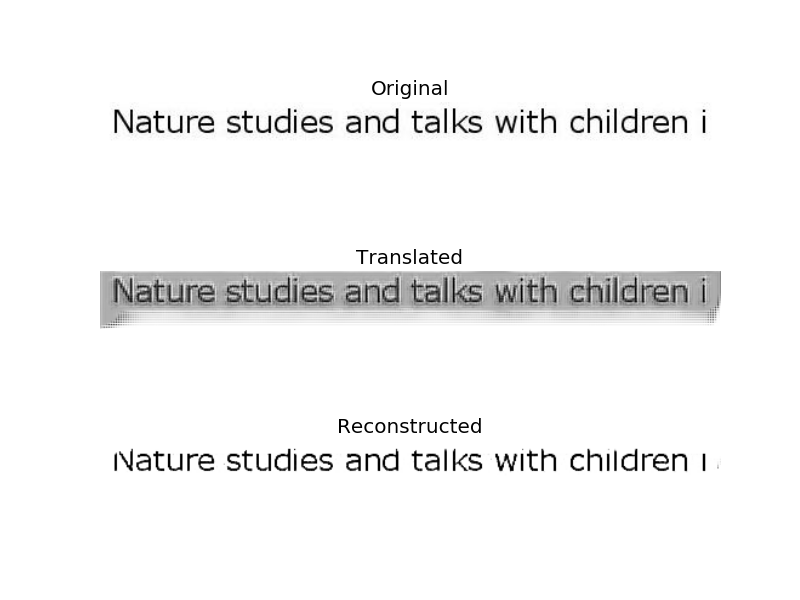 Original
Nature studies and talks with children i
Translated
Nature studies and talks with children i
Reconstructed
Nature studies and talks with children i